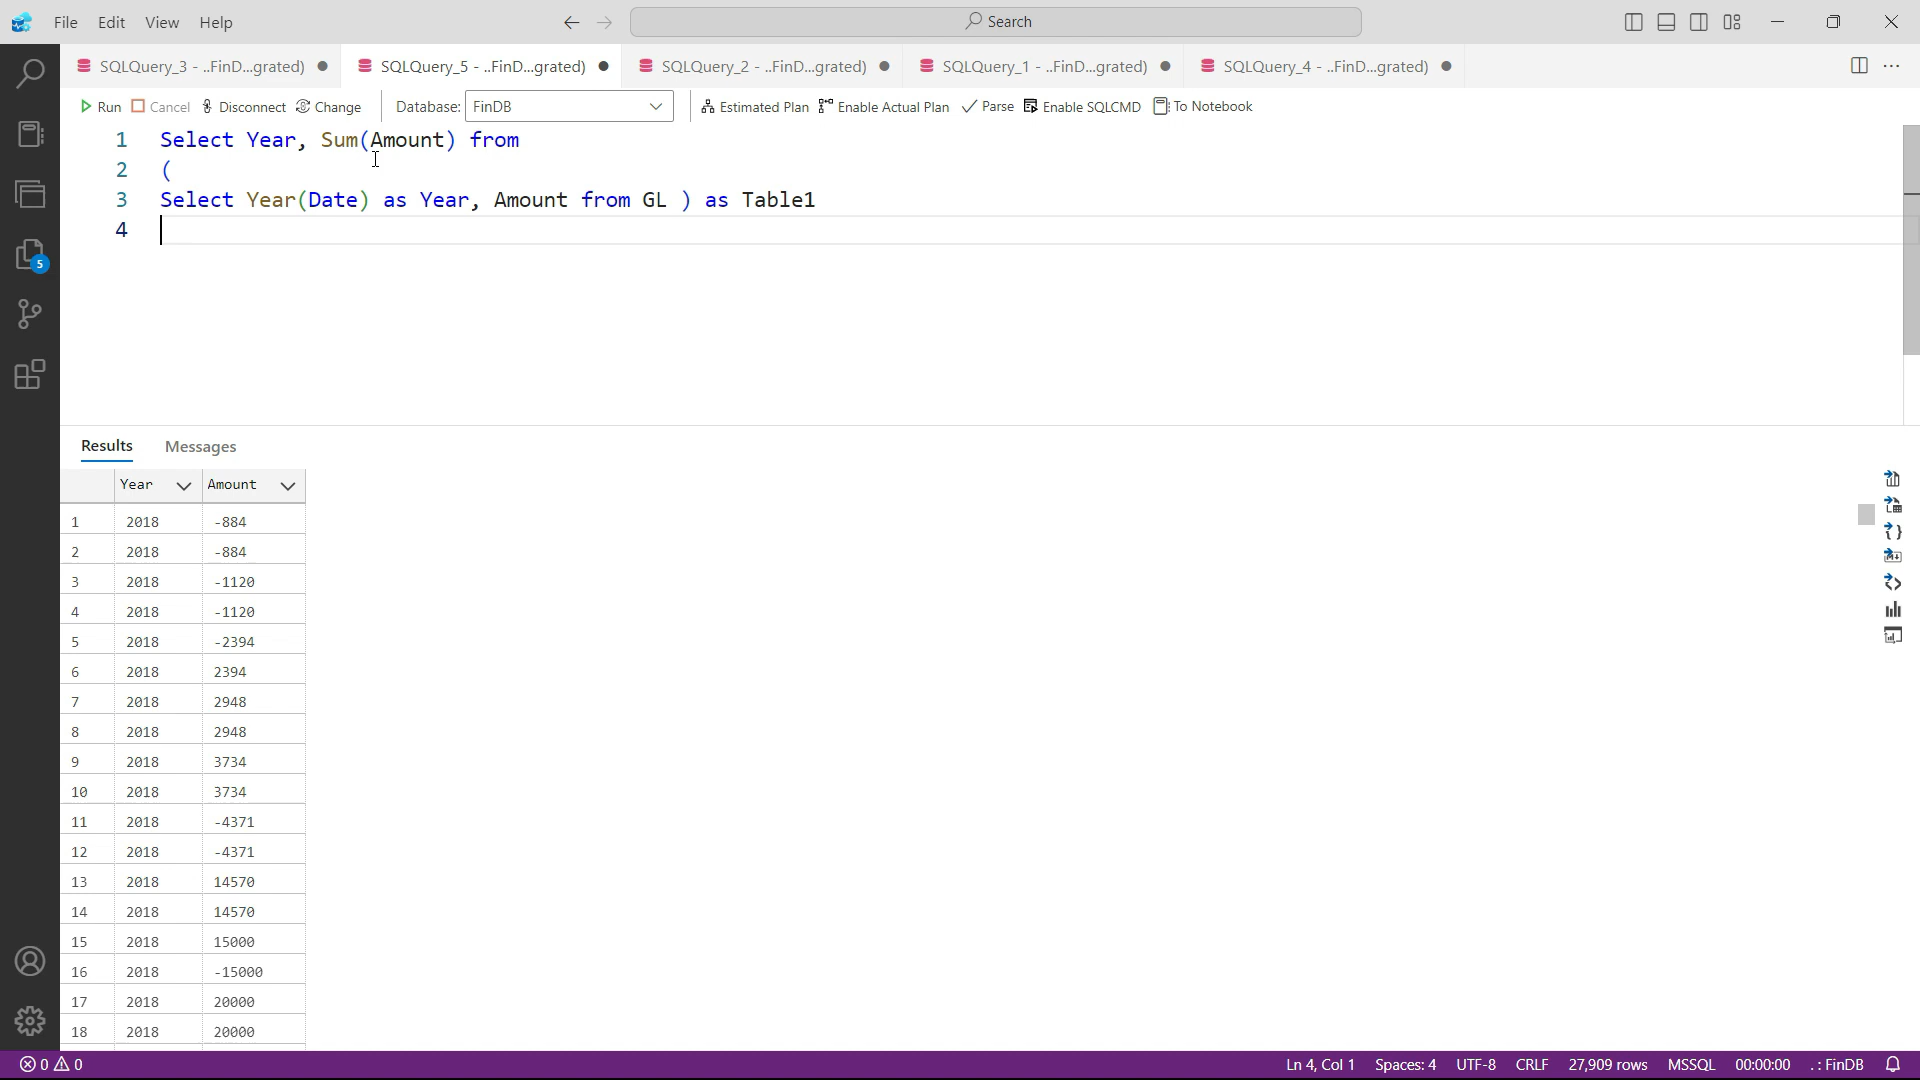 File Edit View Help Search
SQLQuery_3 - ..FinD...grated) SQLQuery_5 - ..FinD...grated) SQLQuery_2 - ..FinD...grated) SQLQuery_1 - ..FinD...grated) SQLQuery_4 - ..FinD...grated)
Run Cancel Disconnect Change Database: FinDB Estimated Plan Enable Actual Plan Parse Enable SQLCMD To Notebook
1 Select Year, Sum(Amount) from
2 (
3 Select Year(Date) as Year, Amount from GL ) as Table1
4
5
Results Messages
Year Amount
1 2018 -884
2 2018 -884
3 2018 -1120
4 2018 -1120
5 2018 -2394
6 2018 2394
7 2018 2948
8 2018 2948
9 2018 3734
10 2018 3734
11 2018 -4371
12 2018 -4371
13 2018 14570
14 2018 14570
15 2018 15000
16 2018 -15000
17 2018 20000
18 2018 20000
0 0 Ln 4, Col 1 Spaces: 4 UTF-8 CRLF 27,909 rows MSSQL 00:00:00 . : FinDB